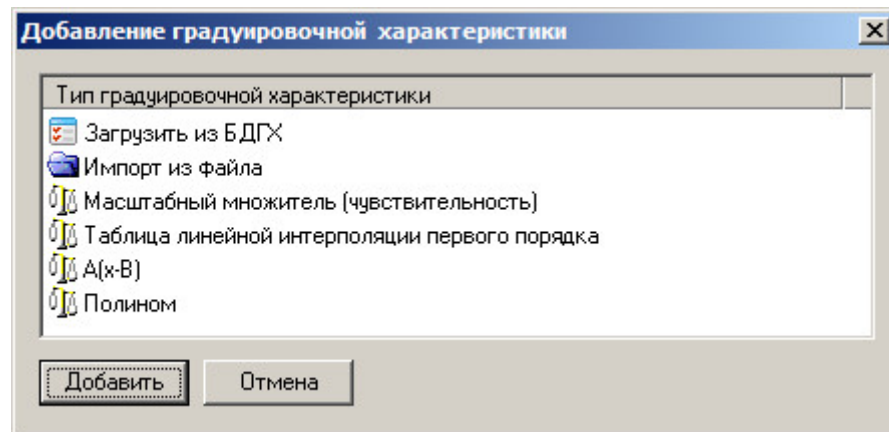 Добавление градуировочной характеристики
Тип градуировочной характеристики
Загрузить из БДГХ
Импорт из файла
Масштабный множитель (чувствительность)
Таблица линейной интерполяции первого порядка
A(x-B)
Полином
Добавить
Отмена